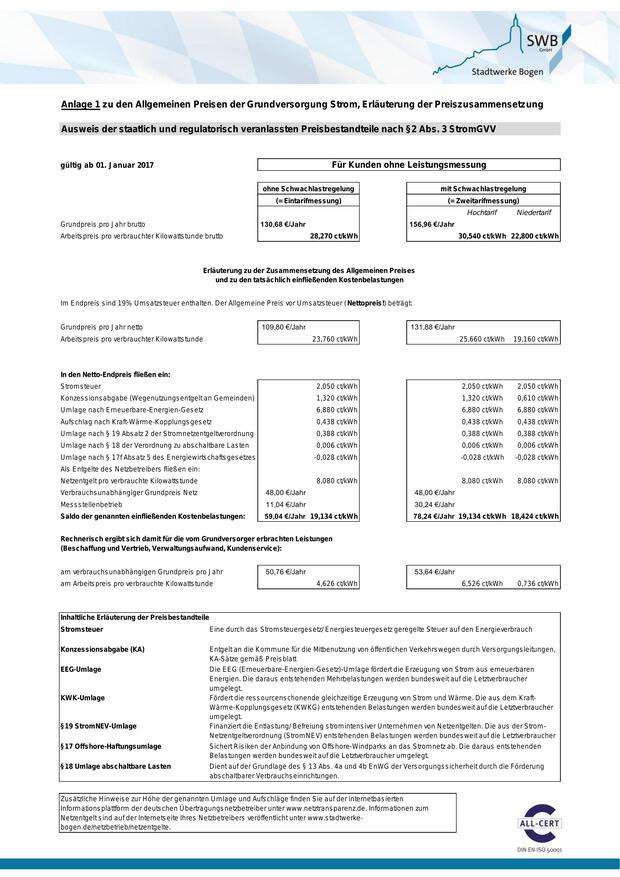 SWB
GmbH
Stadtwerke Bogen
Anlage 1 zu den Allgemeinen Preisen der Grundversorgung Strom, Erläuterung der Preiszusammensetzung
Ausweis der staatlich und regulatorisch veranlassten Preisbestandteile nach §2 Abs. 3 StromGVV
gültig ab 01. Januar 2017
Für Kunden ohne Leistungsmessung
ohne Schwachlastregelung mit Schwachlastregelung
(= Eintarifmessung) (= Zweitarifmessung)
Hochtarif Niedertarif
Grundpreis pro Jahr brutto 130,68 €/Jahr 156,96 €/Jahr
Arbeitspreis pro verbrauchter Kilowattstunde brutto 28,270 ct/kWh 30,540 ct/kWh 22,800 ct/kWh
Erläuterung zu der Zusammensetzung des Allgemeinen Preises
und zu den tatsächlich einfließenden Kostenbelastungen
Im Endpreis sind 19% Umsatzsteuer enthalten. Der Allgemeine Preis vor Umsatzsteuer (Nettopreis!) beträgt:
Grundpreis pro Jahr netto 109,80 €/Jahr 131,88 €/Jahr
Arbeitspreis pro verbrauchter Kilowattstunde 23,760 ct/kWh 25,660 ct/kWh 19,160 ct/kWh
In den Netto-Endpreis fließen ein:
Stromsteuer 2,050 ct/kWh 2,050 ct/kWh 2,050 ct/kWh
Konzessionsabgabe (Wegenutzungsentgelt an Gemeinden) 1,320 ct/kWh 1,320 ct/kWh 0,610 ct/kWh
Umlage nach Erneuerbare-Energien-Gesetz 6,880 ct/kWh 6,880 ct/kWh 6,880 ct/kWh
Aufschlag nach Kraft-Wärme-Kopplungsgesetz 0,438 ct/kWh 0,438 ct/kWh 0,438 ct/kWh
Umlage nach § 19 Absatz 2 der Stromnetzentgeltverordnung 0,388 ct/kWh 0,388 ct/kWh 0,388 ct/kWh
Umlage nach § 18 der Verordnung zu abschaltbare Lasten 0,006 ct/kWh 0,006 ct/kWh 0,006 ct/kWh
Umlage nach § 17f Absatz 5 des Energiewirtschaftsgesetzes -0,028 ct/kWh -0,028 ct/kWh -0,028 ct/kWh
Als Entgelte des Netzbetreibers fließen ein:
Netzentgelt pro verbrauchte Kilowattstunde 8,080 ct/kWh 8,080 ct/kWh 8,080 ct/kWh
Verbrauchsunabhängiger Grundpreis Netz 48,00 €/Jahr 48,00 €/Jahr
Messstellenbetrieb 11,04 €/Jahr 30,24 €/Jahr
Saldo der genannten einfließenden Kostenbelastungen: 59,04 €/Jahr 19,134 ct/kWh 78,24 €/Jahr 19,134 ct/kWh 18,424 ct/kWh
Rechnerisch ergibt sich damit für die vom Grundversorger erbrachten Leistungen
(Beschaffung und Vertrieb, Verwaltungsaufwand, Kundenservice):
am verbrauchsunabhängigen Grundpreis pro Jahr 50,76 €/Jahr 53,64 €/Jahr
am Arbeitspreis pro verbrauchte Kilowattstunde 4,626 ct/kWh 6,526 ct/kWh 0,736 ct/kWh
Inhaltliche Erläuterung der Preisbestandteile
Stromsteuer Eine durch das Stromsteuergesetz/ Energiesteuergesetz geregelte Steuer auf den Energieverbrauch
Konzessionsabgabe (KA) Entgelt an die Kommune für die Mitbenutzung von öffentlichen Verkehrswegen durch Versorgungsleitungen,
KA-Sätze gemäß Preisblatt
EEG-Umlage Die EEG (Erneuerbare-Energien-Gesetz)-Umlage fördert die Erzeugung von Strom aus erneuerbaren
Energien. Die daraus entstehenden Mehrbelastungen werden bundesweit auf die Letztverbraucher
umgelegt.
KWK-Umlage Fördert die ressourcenschonende gleichzeitige Erzeugung von Strom und Wärme. Die aus dem Kraft-
Wärme-Kopplungsgesetz (KWKG) entstehenden Belastungen werden bundesweit auf die Letztverbraucher
umgelegt.
§19 StromNEV-Umlage Finanziert die Entlastung/ Befreiung stromintensiver Unternehmen von Netzentgelten. Die aus der Strom-
Netzentgeltverordnung (StromNEV) entstehenden Belastungen werden bundesweit auf die Letztverbraucher
§17 Offshore-Haftungsumlage Sichert Risiken der Anbindung von Offshore-Windparks an das Stromnetz ab. Die daraus entstehenden
Belastungen werden bundesweit auf die Letztverbraucher umgelegt.
§18 Umlage abschaltbare Lasten Dient auf der Grundlage des § 13 Abs. 4a und 4b EnWG der Versorgungssicherheit durch die Förderung
abschaltbarer Verbrauchseinrichtungen.
Zusätzliche Hinweise zur Höhe der genannten Umlage und Aufschläge finden Sie auf der internetbasierten
Informationsplattform der deutschen Übertragungsnetzbetreiber unter www.netztransparenz.de. Informationen zum
Netzentgelt sind auf der Internetseite Ihres Netzbetreibers veröffentlicht unter www.stadtwerke-
bogen.de/netzbetrieb/netzentgelte.
ALL-CERT
DIN EN ISO 50001